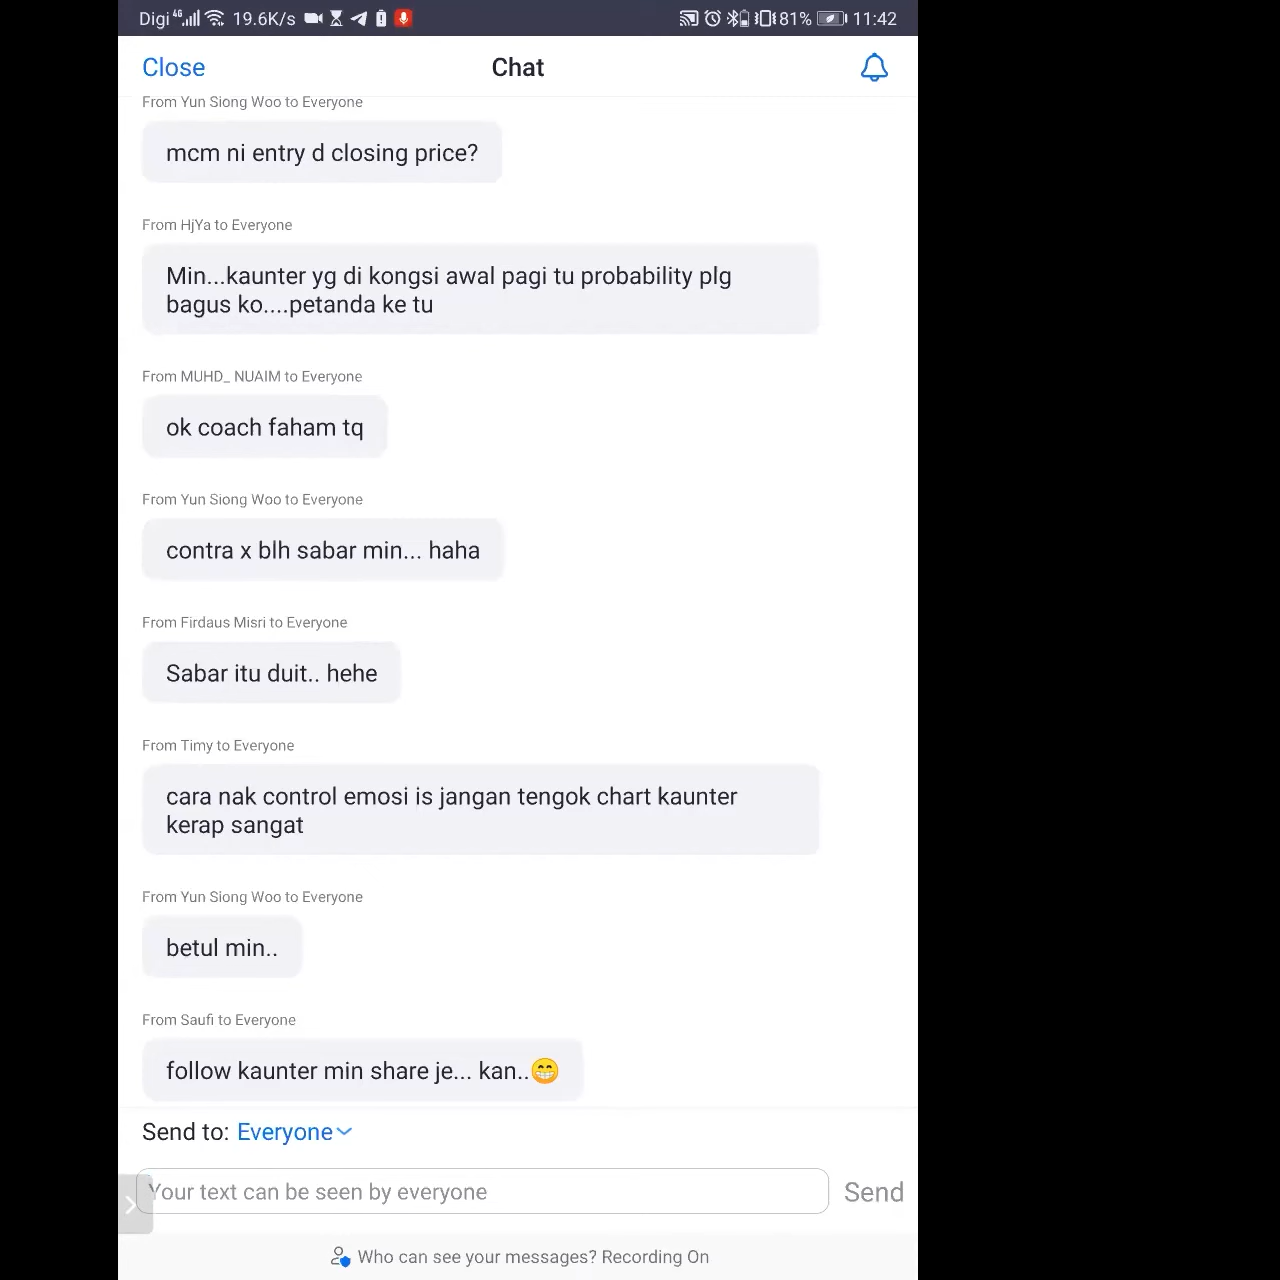 Digi 4G 19.6K/s 81% 11:42
Close Chat
From Yun Siong Woo to Everyone
mcm ni entry d closing price?
From HjYa to Everyone
Min...kaunter yg di kongsi awal pagi tu probability plg
bagus ko....petanda ke tu
From MUHD_ NUAIM to Everyone
ok coach faham tq
From Yun Siong Woo to Everyone
contra x blh sabar min... haha
From Firdaus Misri to Everyone
Sabar itu duit.. hehe
From Timy to Everyone
cara nak control emosi is jangan tengok chart kaunter
kerap sangat
From Yun Siong Woo to Everyone
betul min..
From Saufi to Everyone
follow kaunter min share je... kan..😁
Send to: Everyone
Your text can be seen by everyone Send
Who can see your messages? Recording On